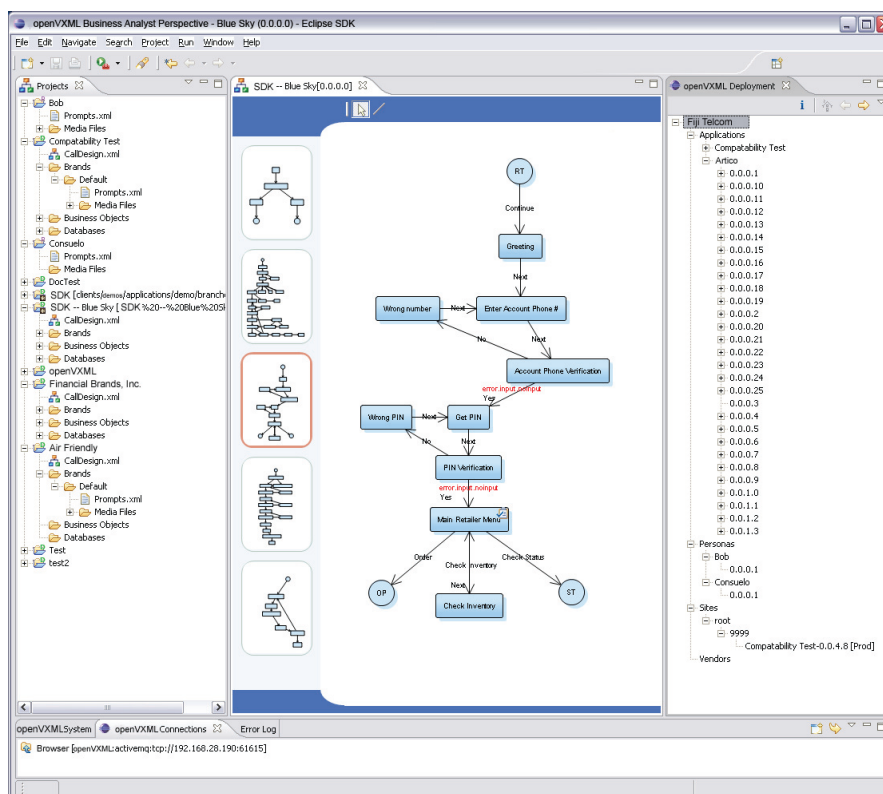 openVXML Business Analyst Perspective - Blue Sky (0.0.0.0) - Eclipse SDK
File Edit Navigate Search Project Run Window Help
Projects
Bob
Prompts.xml
Media Files
Compatability Test
CallDesign.xml
Brands
Default
Prompts.xml
Media Files
Business Objects
Databases
Consuelo
Prompts.xml
Media Files
DocTest
SDK [clients/demos/applications/demo/branche
SDK -- Blue Sky [SDK%20--%20Blue%20Sk
CallDesign.xml
Brands
Business Objects
Databases
openVXML
Financial Brands, Inc.
CallDesign.xml
Brands
Business Objects
Databases
Air Friendly
CallDesign.xml
Brands
Default
Prompts.xml
Media Files
Business Objects
Databases
Test
test2
SDK -- Blue Sky[0.0.0.0]
RT
Continue
Greeting
Next
Wrong number
Next
Enter Account Phone #
No
Next
Account Phone Verification
error.input.noinput
Yes
Wrong PIN
Next
Get PIN
No
Next
PIN Verification
error.input.noinput
Yes
Main Retailer Menu
Order
Check Inventory
Check Status
Next
OP
ST
Check Inventory
openVXML Deployment
Fiji Telcom
Applications
Compatability Test
Artico
0.0.0.1
0.0.0.10
0.0.0.11
0.0.0.12
0.0.0.13
0.0.0.14
0.0.0.15
0.0.0.16
0.0.0.17
0.0.0.18
0.0.0.19
0.0.0.2
0.0.0.20
0.0.0.21
0.0.0.22
0.0.0.23
0.0.0.24
0.0.0.25
0.0.0.3
0.0.0.4
0.0.0.5
0.0.0.6
0.0.0.7
0.0.0.8
0.0.0.9
0.0.1.0
0.0.1.1
0.0.1.2
0.0.1.3
Personas
Bob
0.0.0.1
Consuelo
0.0.0.1
Sites
root
9999
Compatability Test-0.0.4.8 [Prod]
Vendors
openVXMLSystem
openVXMLConnections
Error Log
Browser [openVXML:activemq:tcp://192.168.28.190:61615]